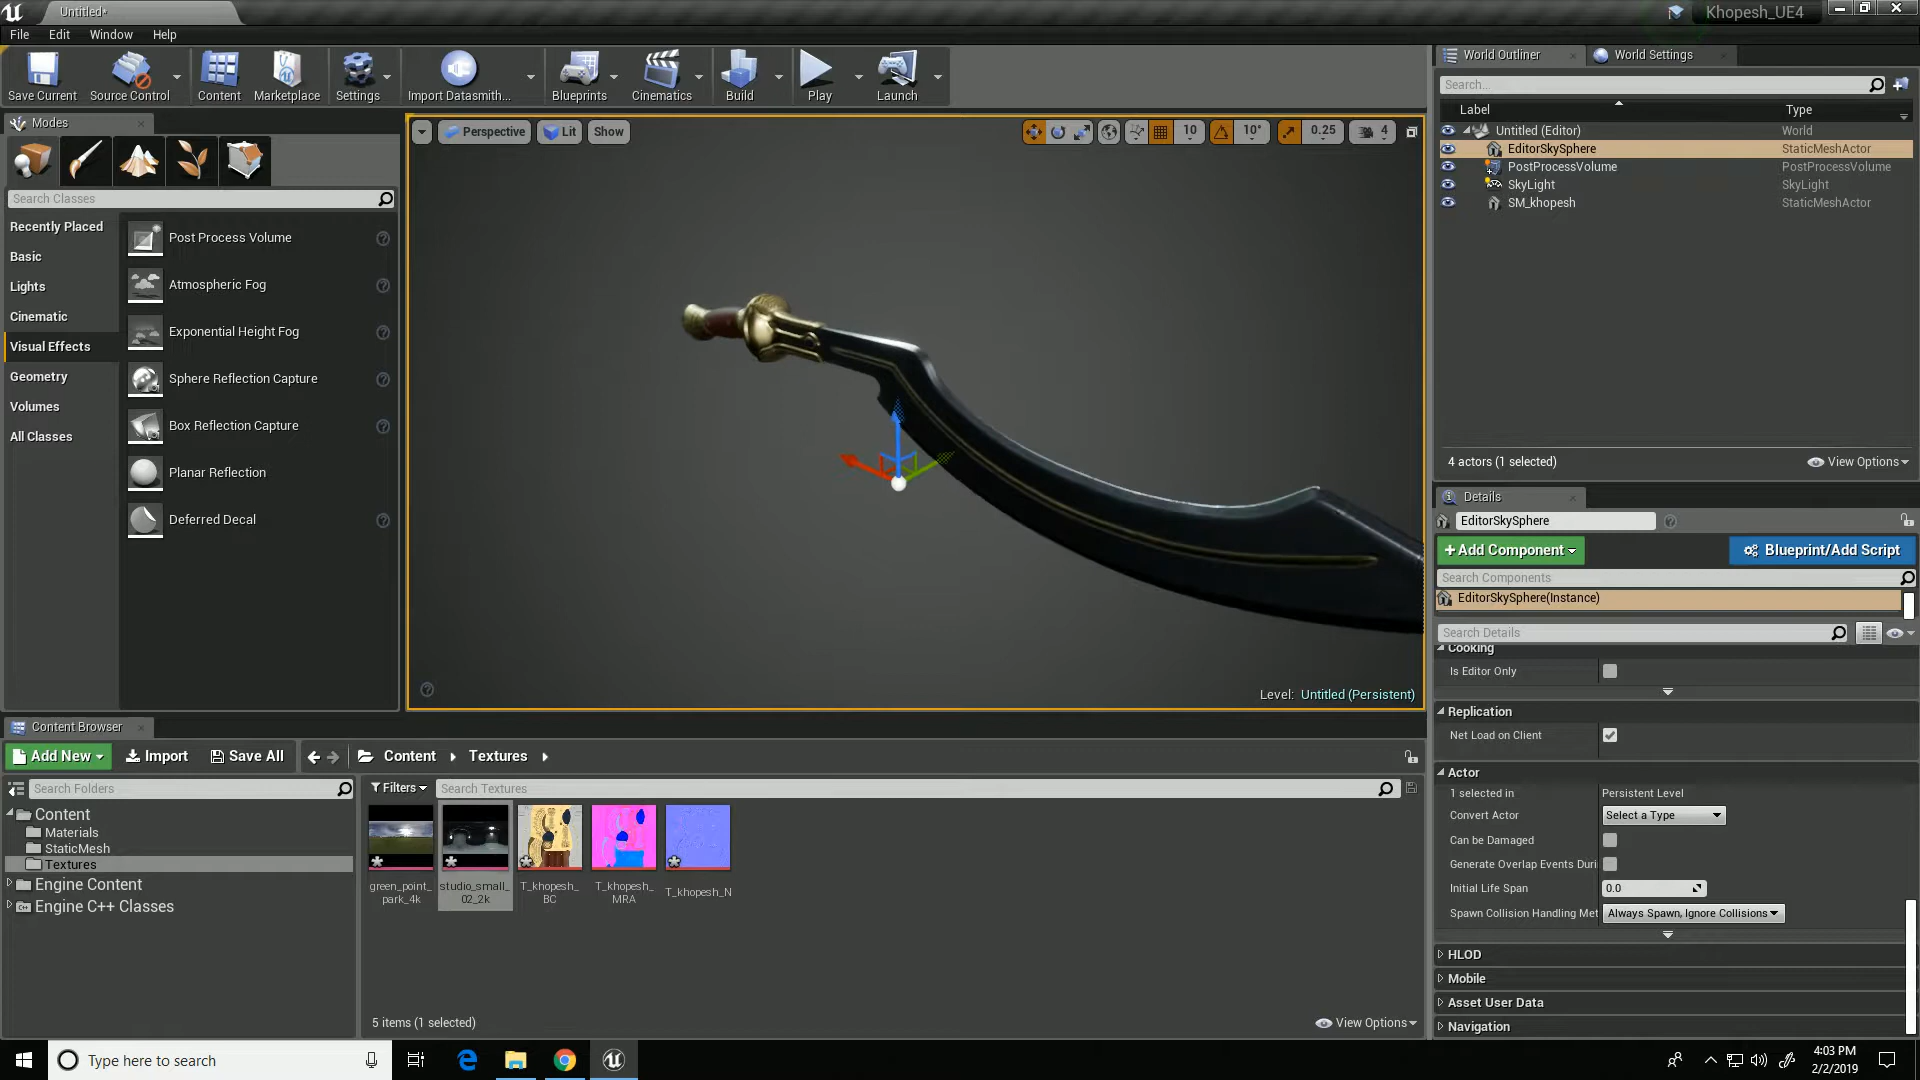 Untitled*
Khopesh_UE4
File Edit Window Help
Save Current
Source Control
Content
Marketplace
Settings
Import Datasmith...
Blueprints
Cinematics
Build
Play
Launch
Modes
Search Classes
Recently Placed
Basic
Lights
Cinematic
Visual Effects
Geometry
Volumes
All Classes
Post Process Volume
Atmospheric Fog
Exponential Height Fog
Sphere Reflection Capture
Box Reflection Capture
Planar Reflection
Deferred Decal
Perspective
Lit
Show
10
10°
0.25
4
Level: Untitled (Persistent)
World Outliner
World Settings
Search...
Label Type
Untitled (Editor) World
EditorSkySphere StaticMeshActor
PostProcessVolume PostProcessVolume
SkyLight SkyLight
SM_khopesh StaticMeshActor
4 actors (1 selected)
View Options
Details
EditorSkySphere
+Add Component
Blueprint/Add Script
Search Components
EditorSkySphere(Instance)
Search Details
Cooking
Is Editor Only
Replication
Net Load on Client
Actor
1 selected in Persistent Level
Convert Actor Select a Type
Can be Damaged
Generate Overlap Events Duri
Initial Life Span 0.0
Spawn Collision Handling Met Always Spawn, Ignore Collisions
HLOD
Mobile
Asset User Data
Navigation
Content Browser
Add New
Import
Save All
Content
Textures
Search Folders
Content
Materials
StaticMesh
Textures
Engine Content
Engine C++ Classes
Filters
Search Textures
green_point_
park_4k
studio_small_
02_2k
T_khopesh_
BC
T_khopesh_
MRA
T_khopesh_N
5 items (1 selected)
View Options
Type here to search
4:03 PM
2/2/2019